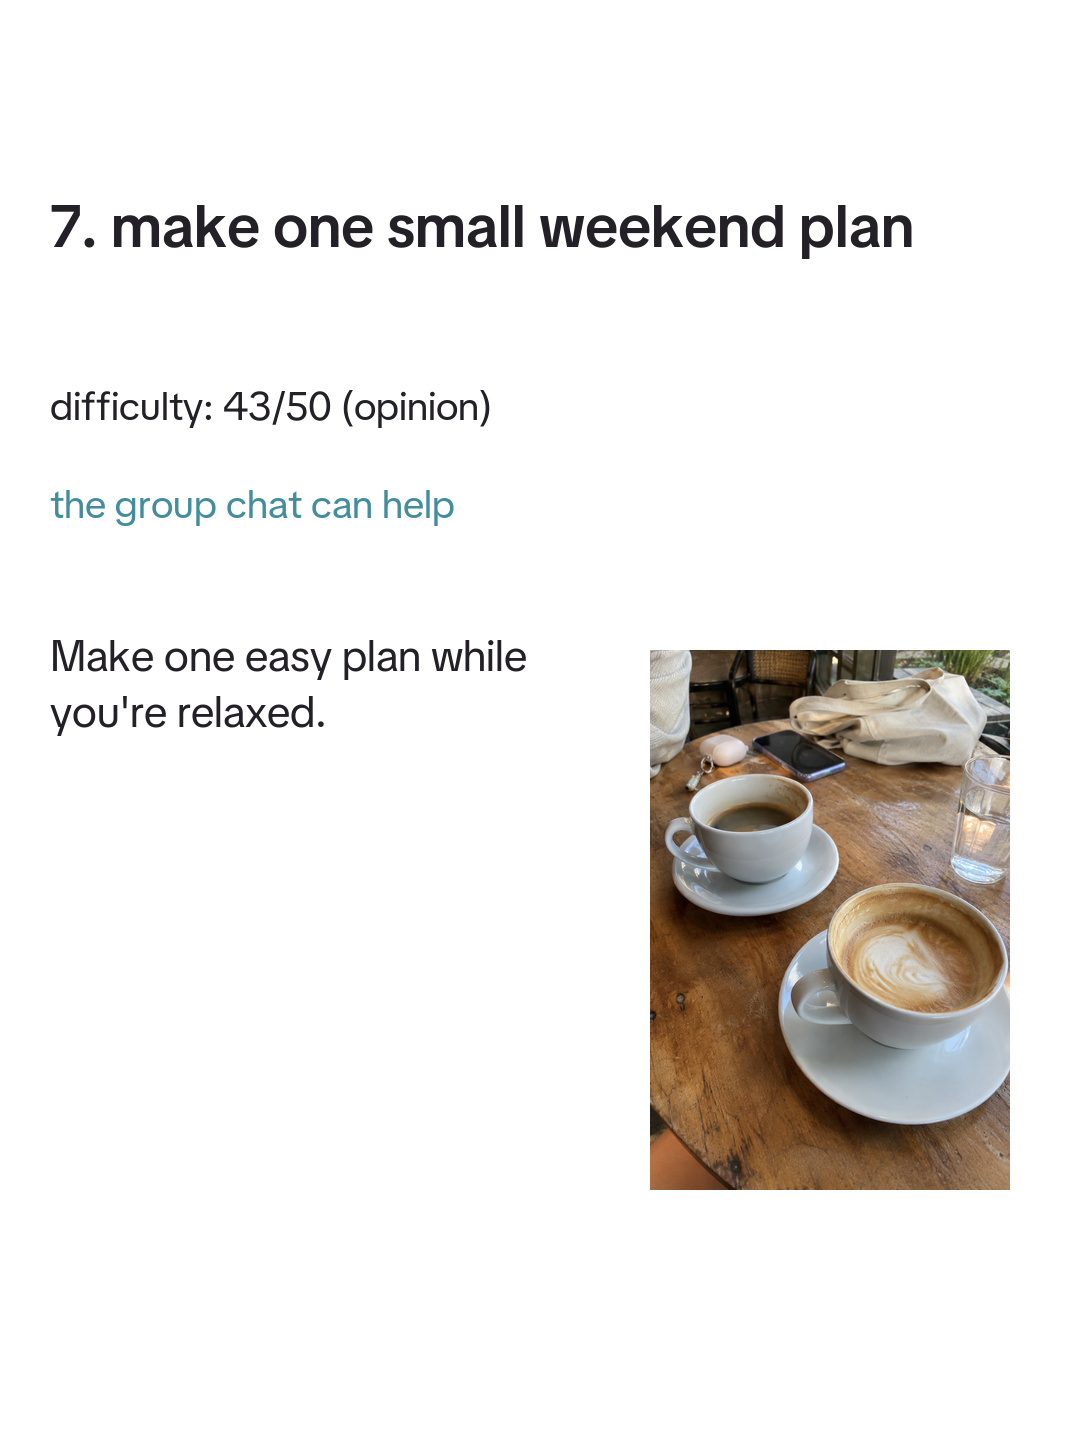 7. make one small weekend plan
difficulty: 43/50 (opinion)
the group chat can help
Make one easy plan while
you're relaxed.